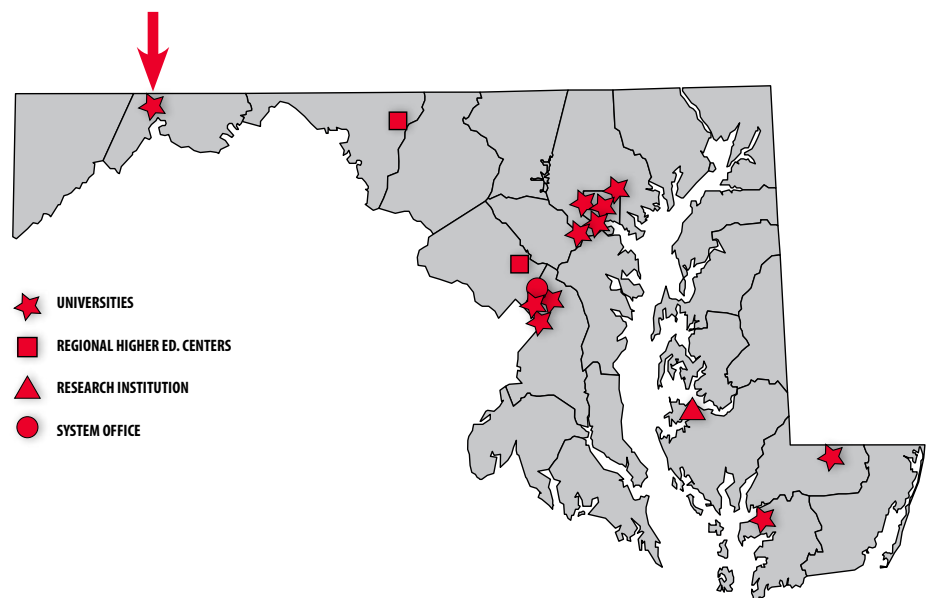 UNIVERSITIES
REGIONAL HIGHER ED. CENTERS
RESEARCH INSTITUTION
SYSTEM OFFICE